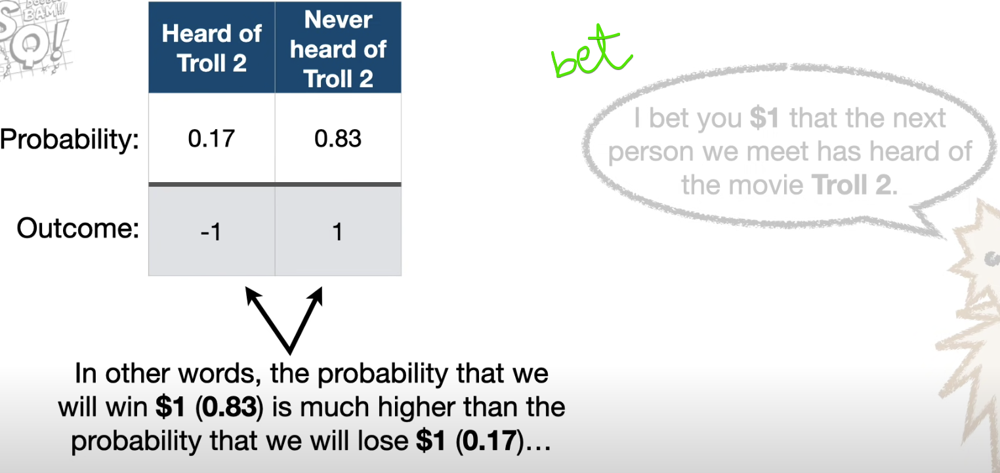 BAM!!!
Q!
Heard of
Troll 2
Never
heard of
Troll 2
bet
I bet you $1 that the next
person we meet has heard of
the movie Troll 2.
Probability:
0.17
0.83
Outcome:
-1
1
In other words, the probability that we
will win $1 (0.83) is much higher than the
probability that we will lose $1 (0.17)…